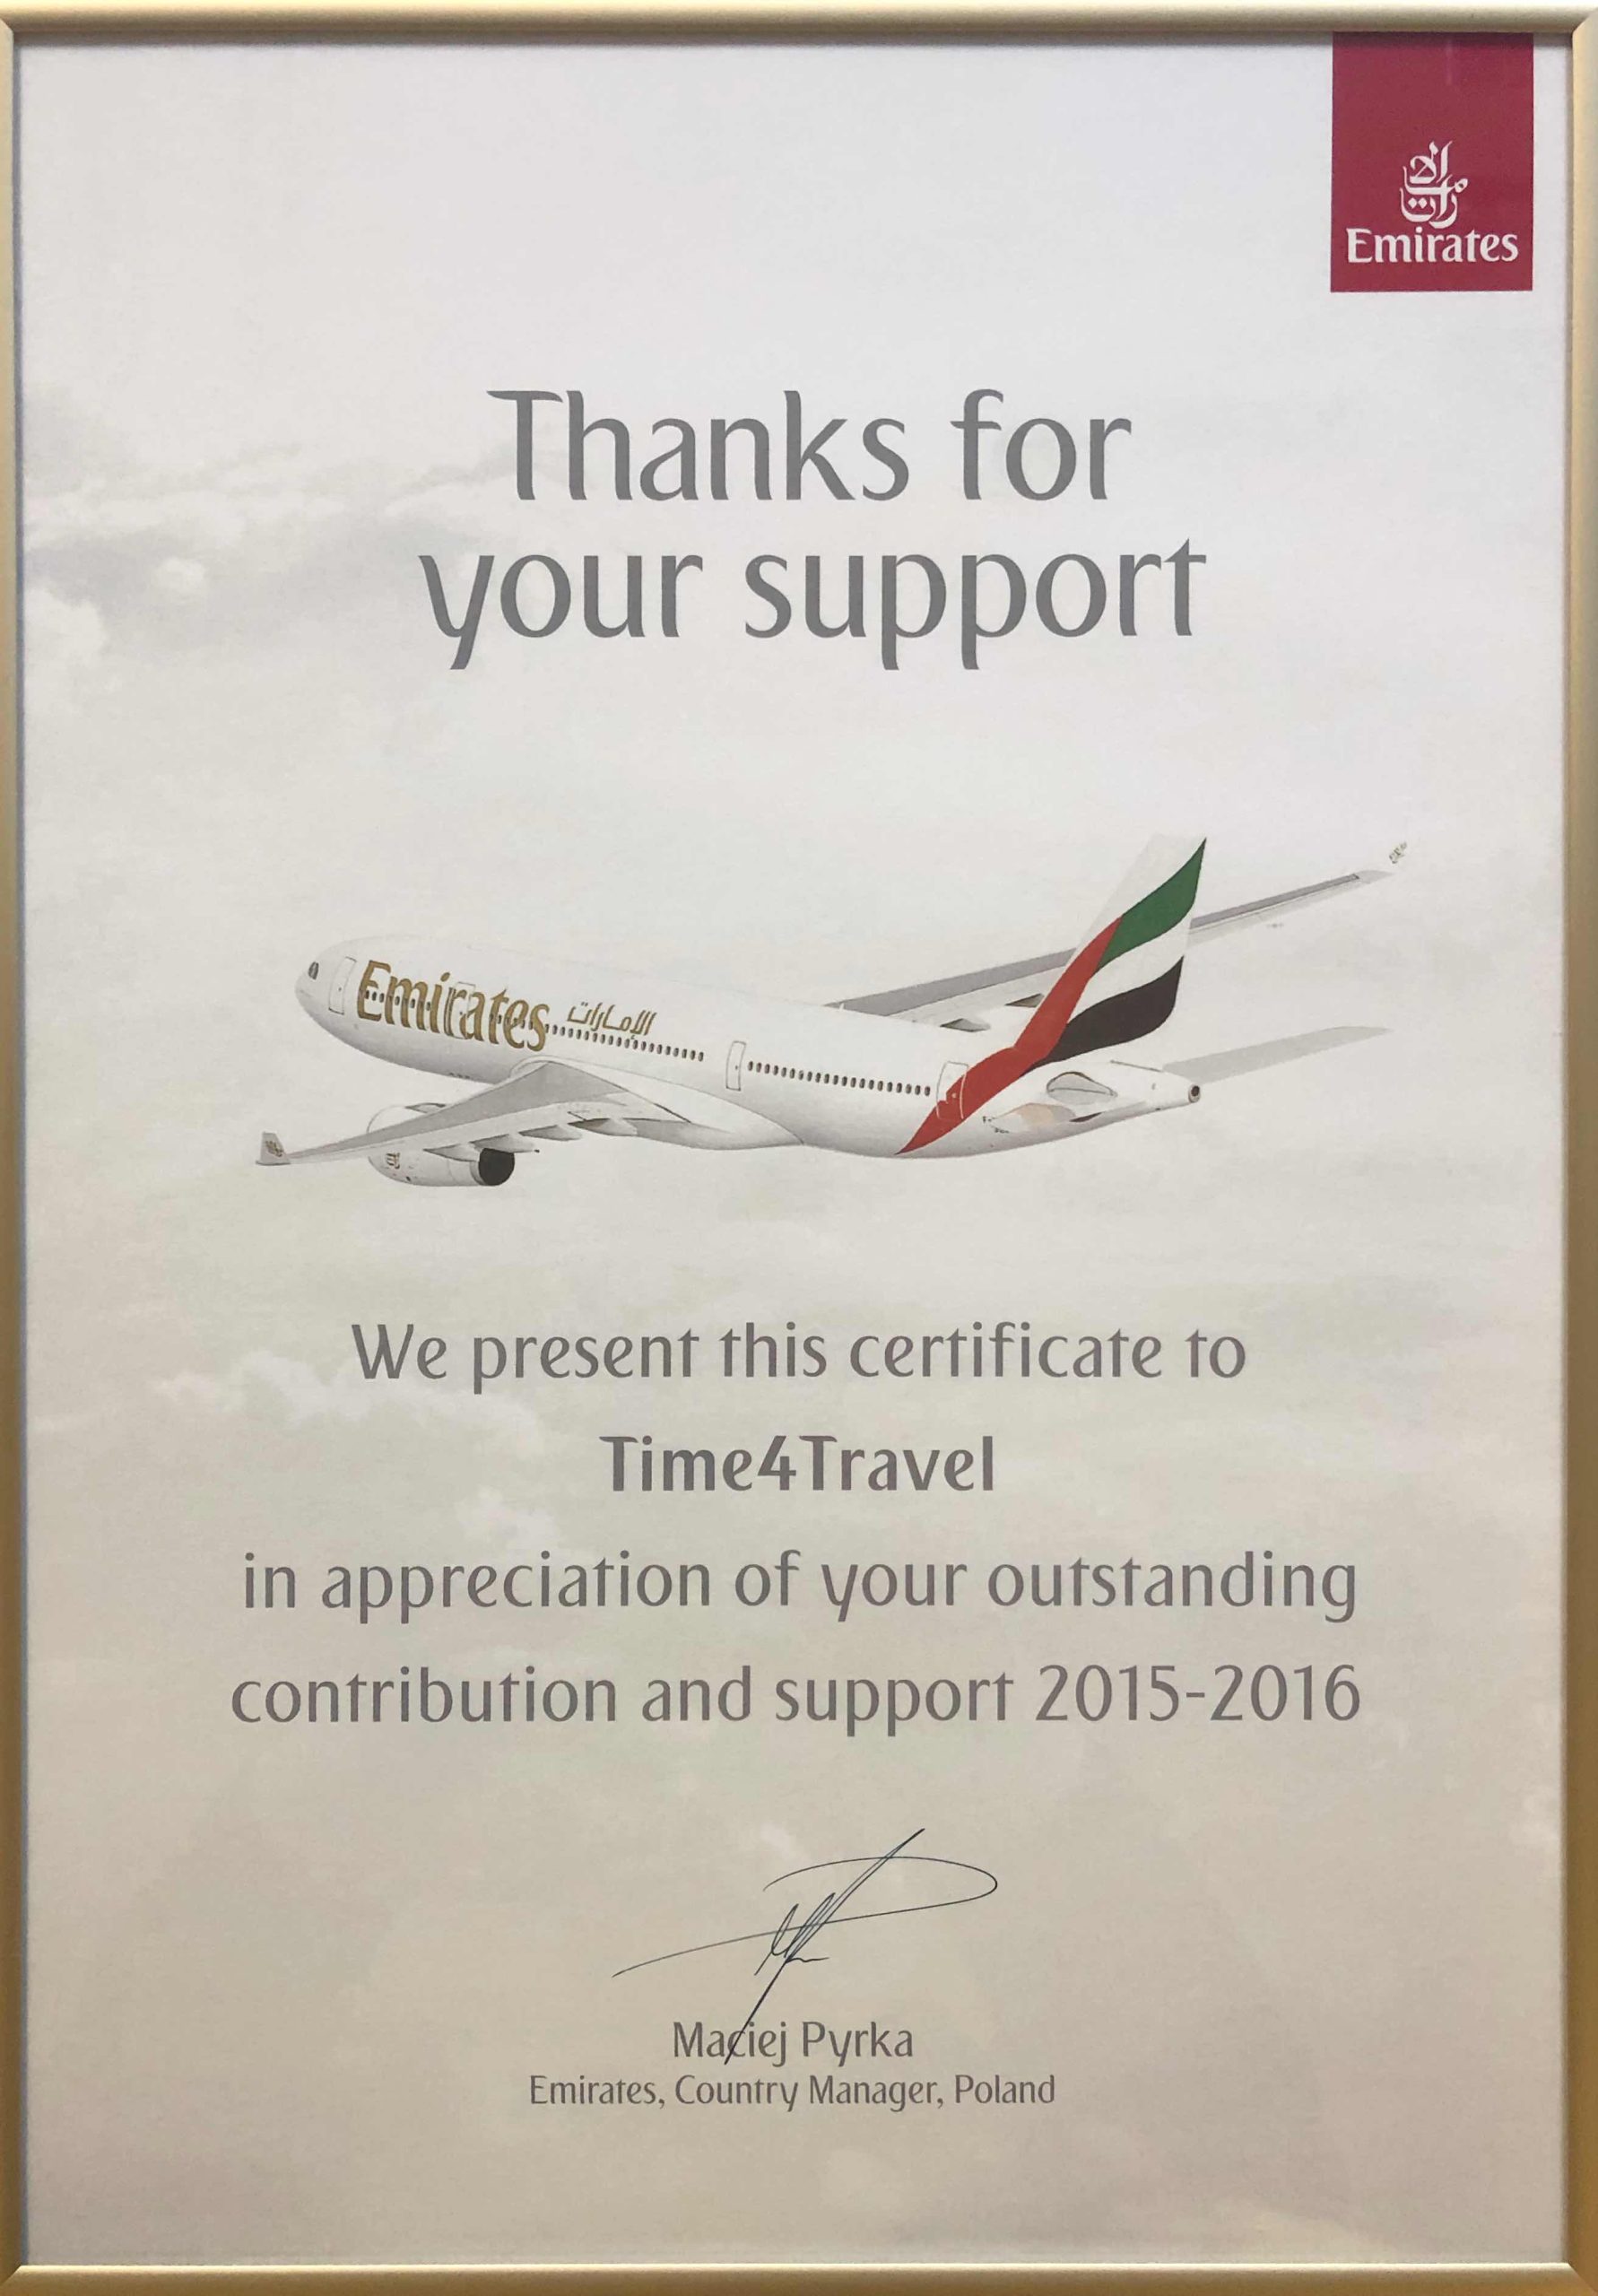 الإمارات
Emirates
Thanks for
your support
Emirates الإمارات
We present this certificate to
Time4Travel
in appreciation of your outstanding
contribution and support 2015-2016
Maciej Pyrka
Emirates, Country Manager, Poland